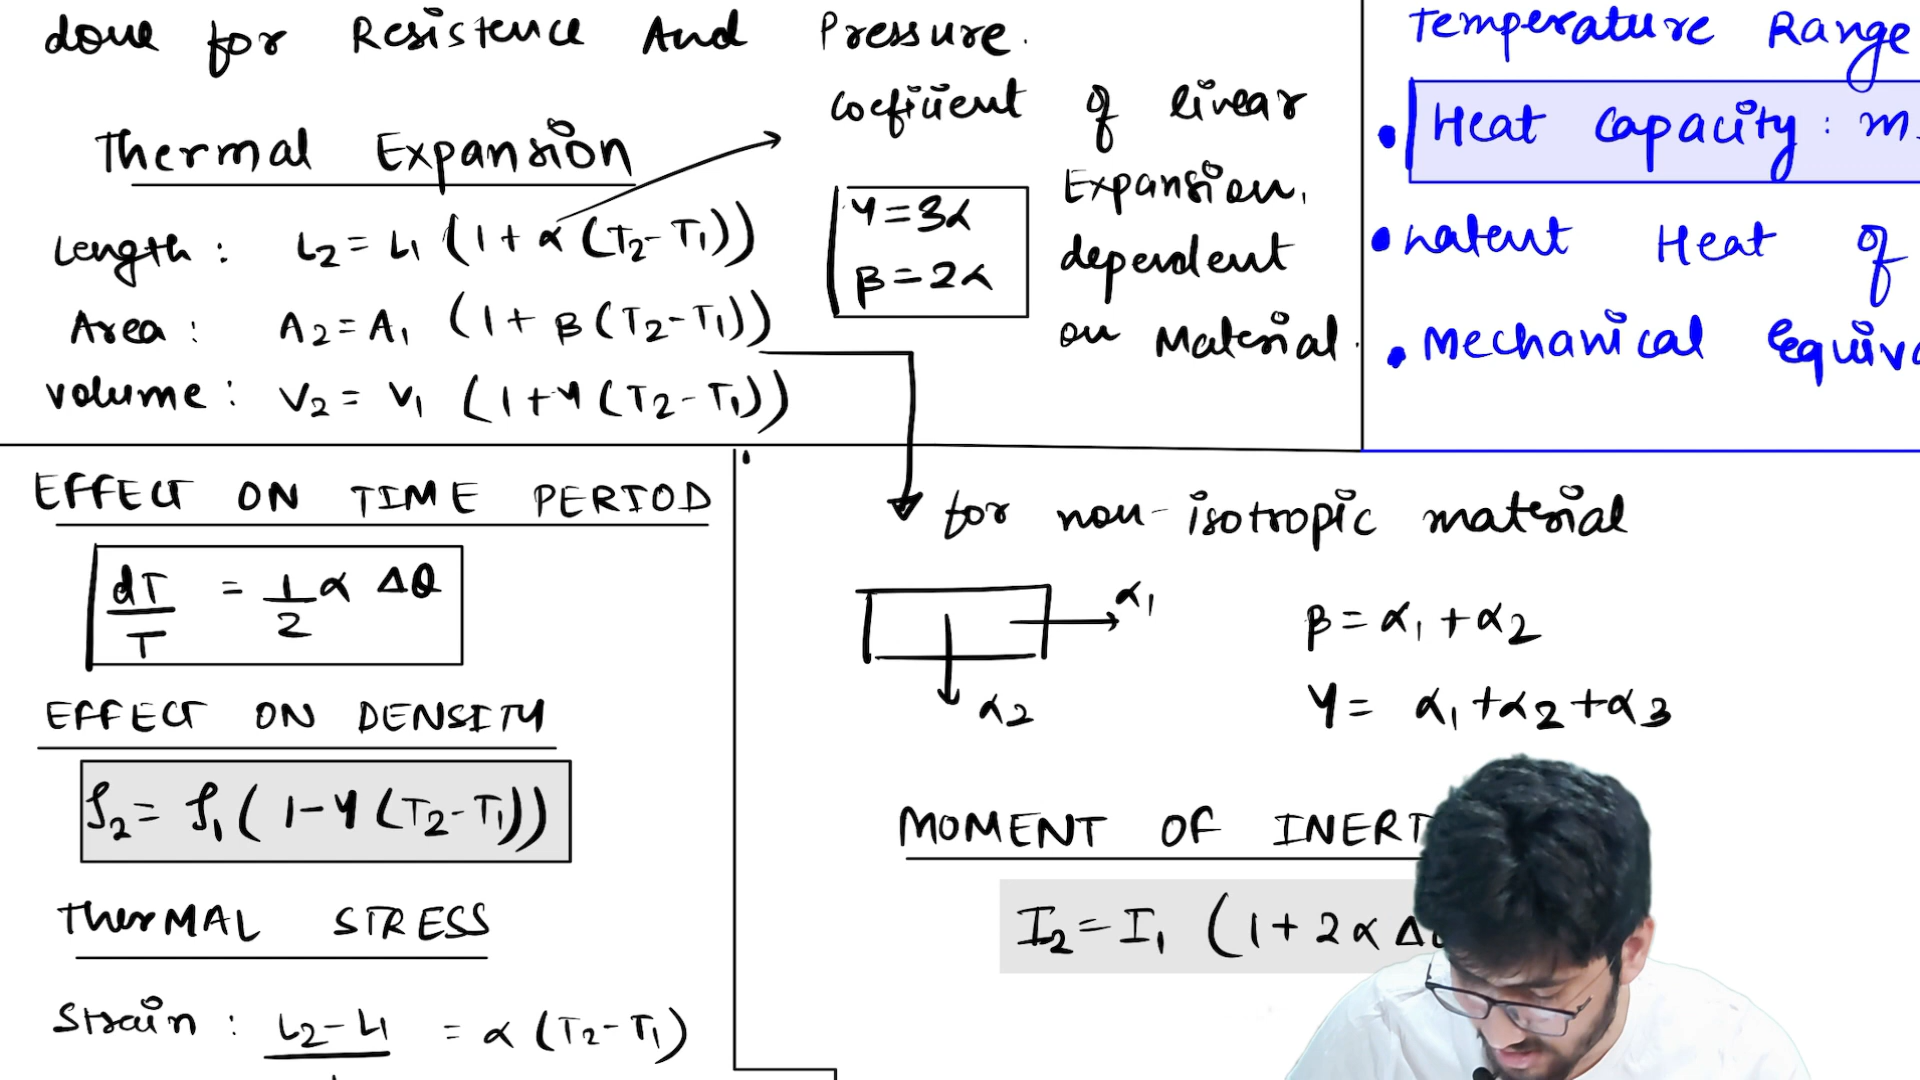 done for Resistence And Pressure.
Thermal Expansion
Length : L₂ = L₁ (1 + α (T₂ - T₁))
Area : A₂ = A₁ (1 + β (T₂ - T₁))
Volume : V₂ = V₁ (1 + γ (T₂ - T₁))
coefficient of linear
Expansion,
dependent
on Material.
γ = 3α
β = 2α
Temperature Range
• Heat Capacity : m
• Latent Heat of
• Mechanical
EFFECT ON TIME PERIOD
dT/T = 1/2 α Δθ
EFFECT ON DENSITY
ρ₂ = ρ₁ (1 - γ (T₂ - T₁))
Thermal STRESS
Strain : L₂ - L₁ = α (T₂ - T₁)
for non-isotropic material
α₁
α₂
β = α₁ + α₂
γ = α₁ + α₂ + α₃
MOMENT OF INERT
I₂ = I₁ (1 + 2α Δ